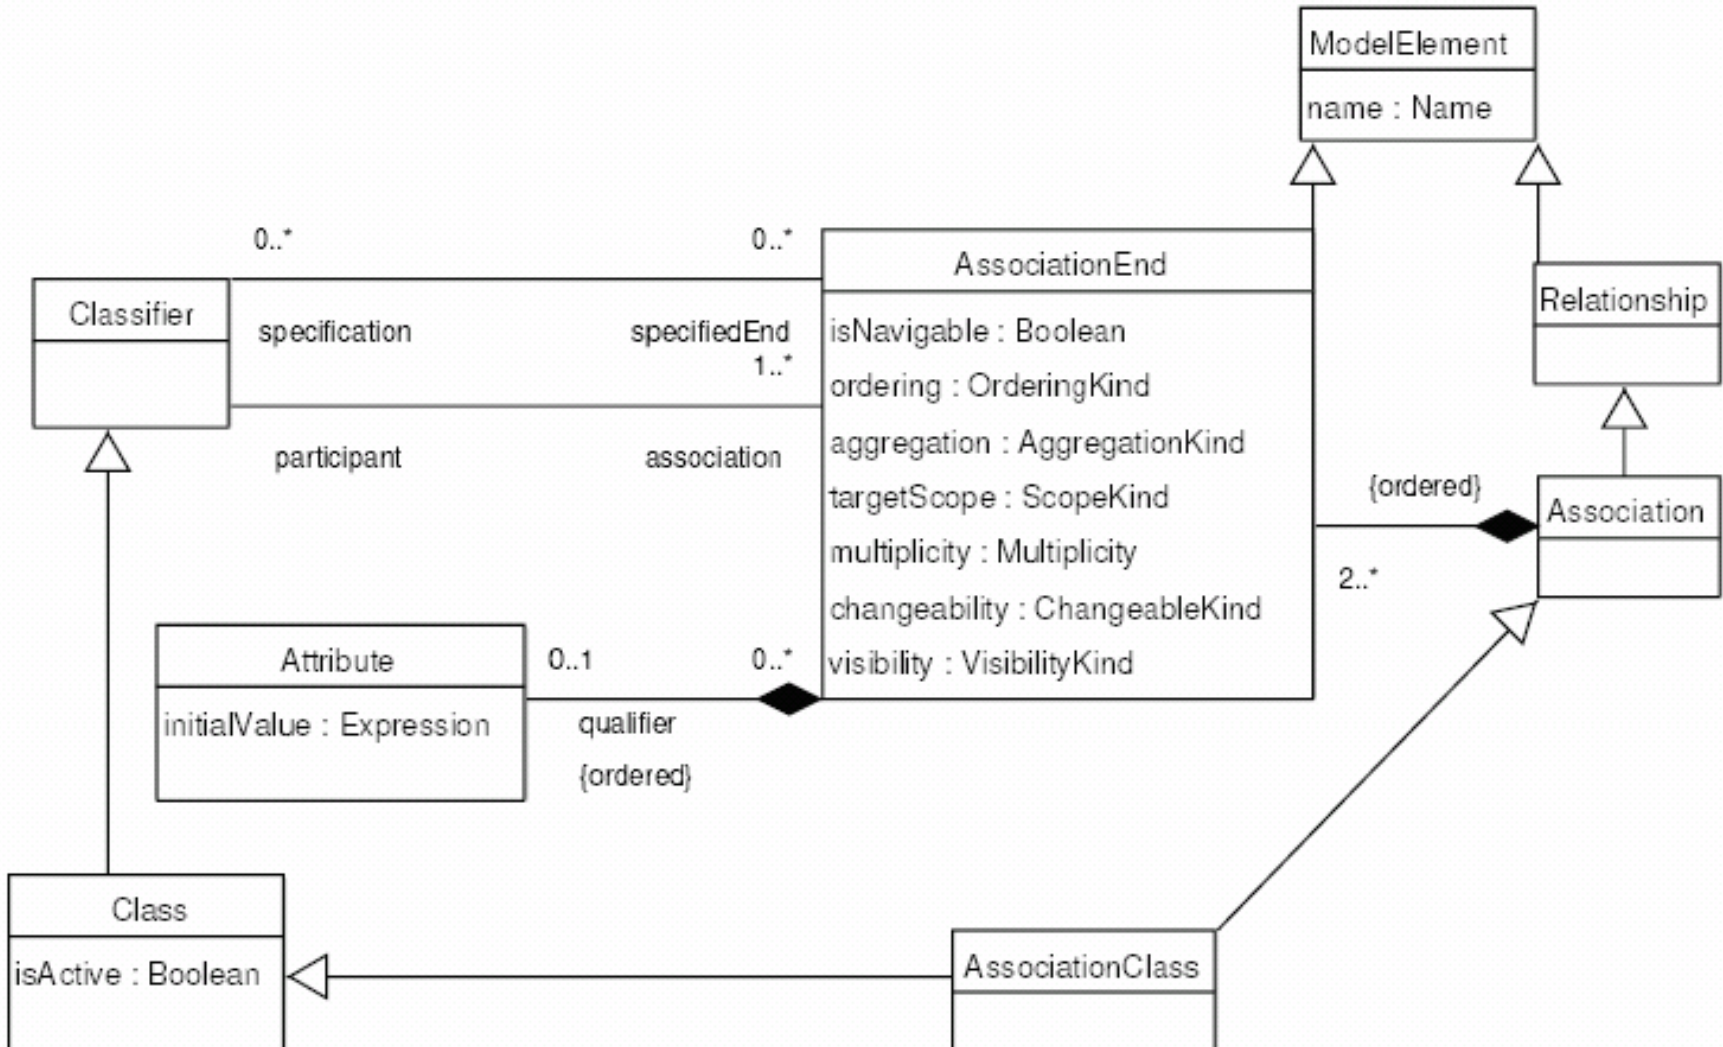 ModelElement
name : Name
0..*
0..*
AssociationEnd
Classifier
Relationship
specification
specifiedEnd
isNavigable : Boolean
1..*
ordering : OrderingKind
participant
association
aggregation : AggregationKind
{ordered}
targetScope : ScopeKind
Association
multiplicity : Multiplicity
2..*
changeability : ChangeableKind
Attribute
0..1
0..*
visibility : VisibilityKind
initialValue : Expression
qualifier
{ordered}
Class
isActive : Boolean
AssociationClass